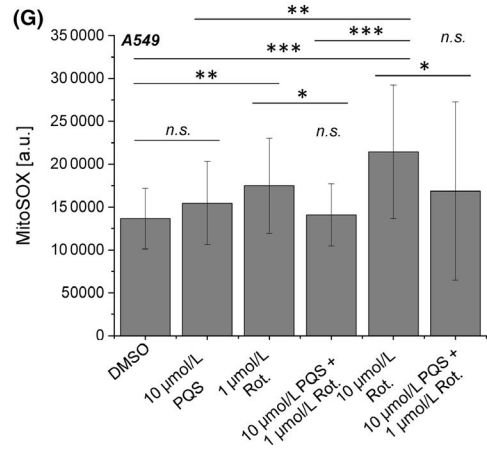 (G)
A549
**
***
n.s.
***
**
*
*
n.s.
n.s.
MitoSOX [a.u.]
350000
300000
250000
200000
150000
100000
50000
0
DMSO
10 µmol/L
PQS
1 µmol/L
Rot.
10 µmol/L PQS +
1 µmol/L Rot.
10 µmol/L
Rot.
10 µmol/L PQS +
1 µmol/L Rot.